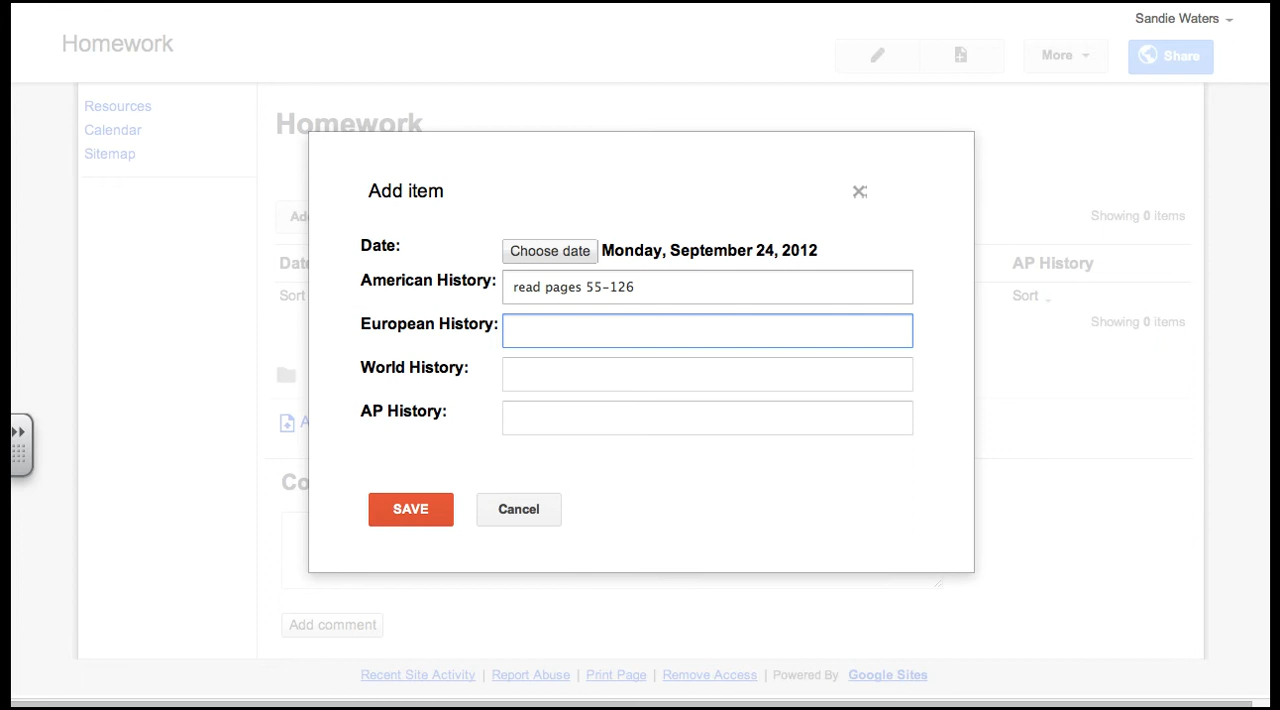 Sandie Waters
Homework
More
Share
Resources
Calendar
Sitemap
Homework
Add item
Showing 0 items
Date: Choose date Monday, September 24, 2012
American History: read pages 55-126
European History:
World History:
AP History:
AP History
Sort
Sort
Showing 0 items
SAVE
Cancel
Add comment
Recent Site Activity | Report Abuse | Print Page | Remove Access | Powered By Google Sites